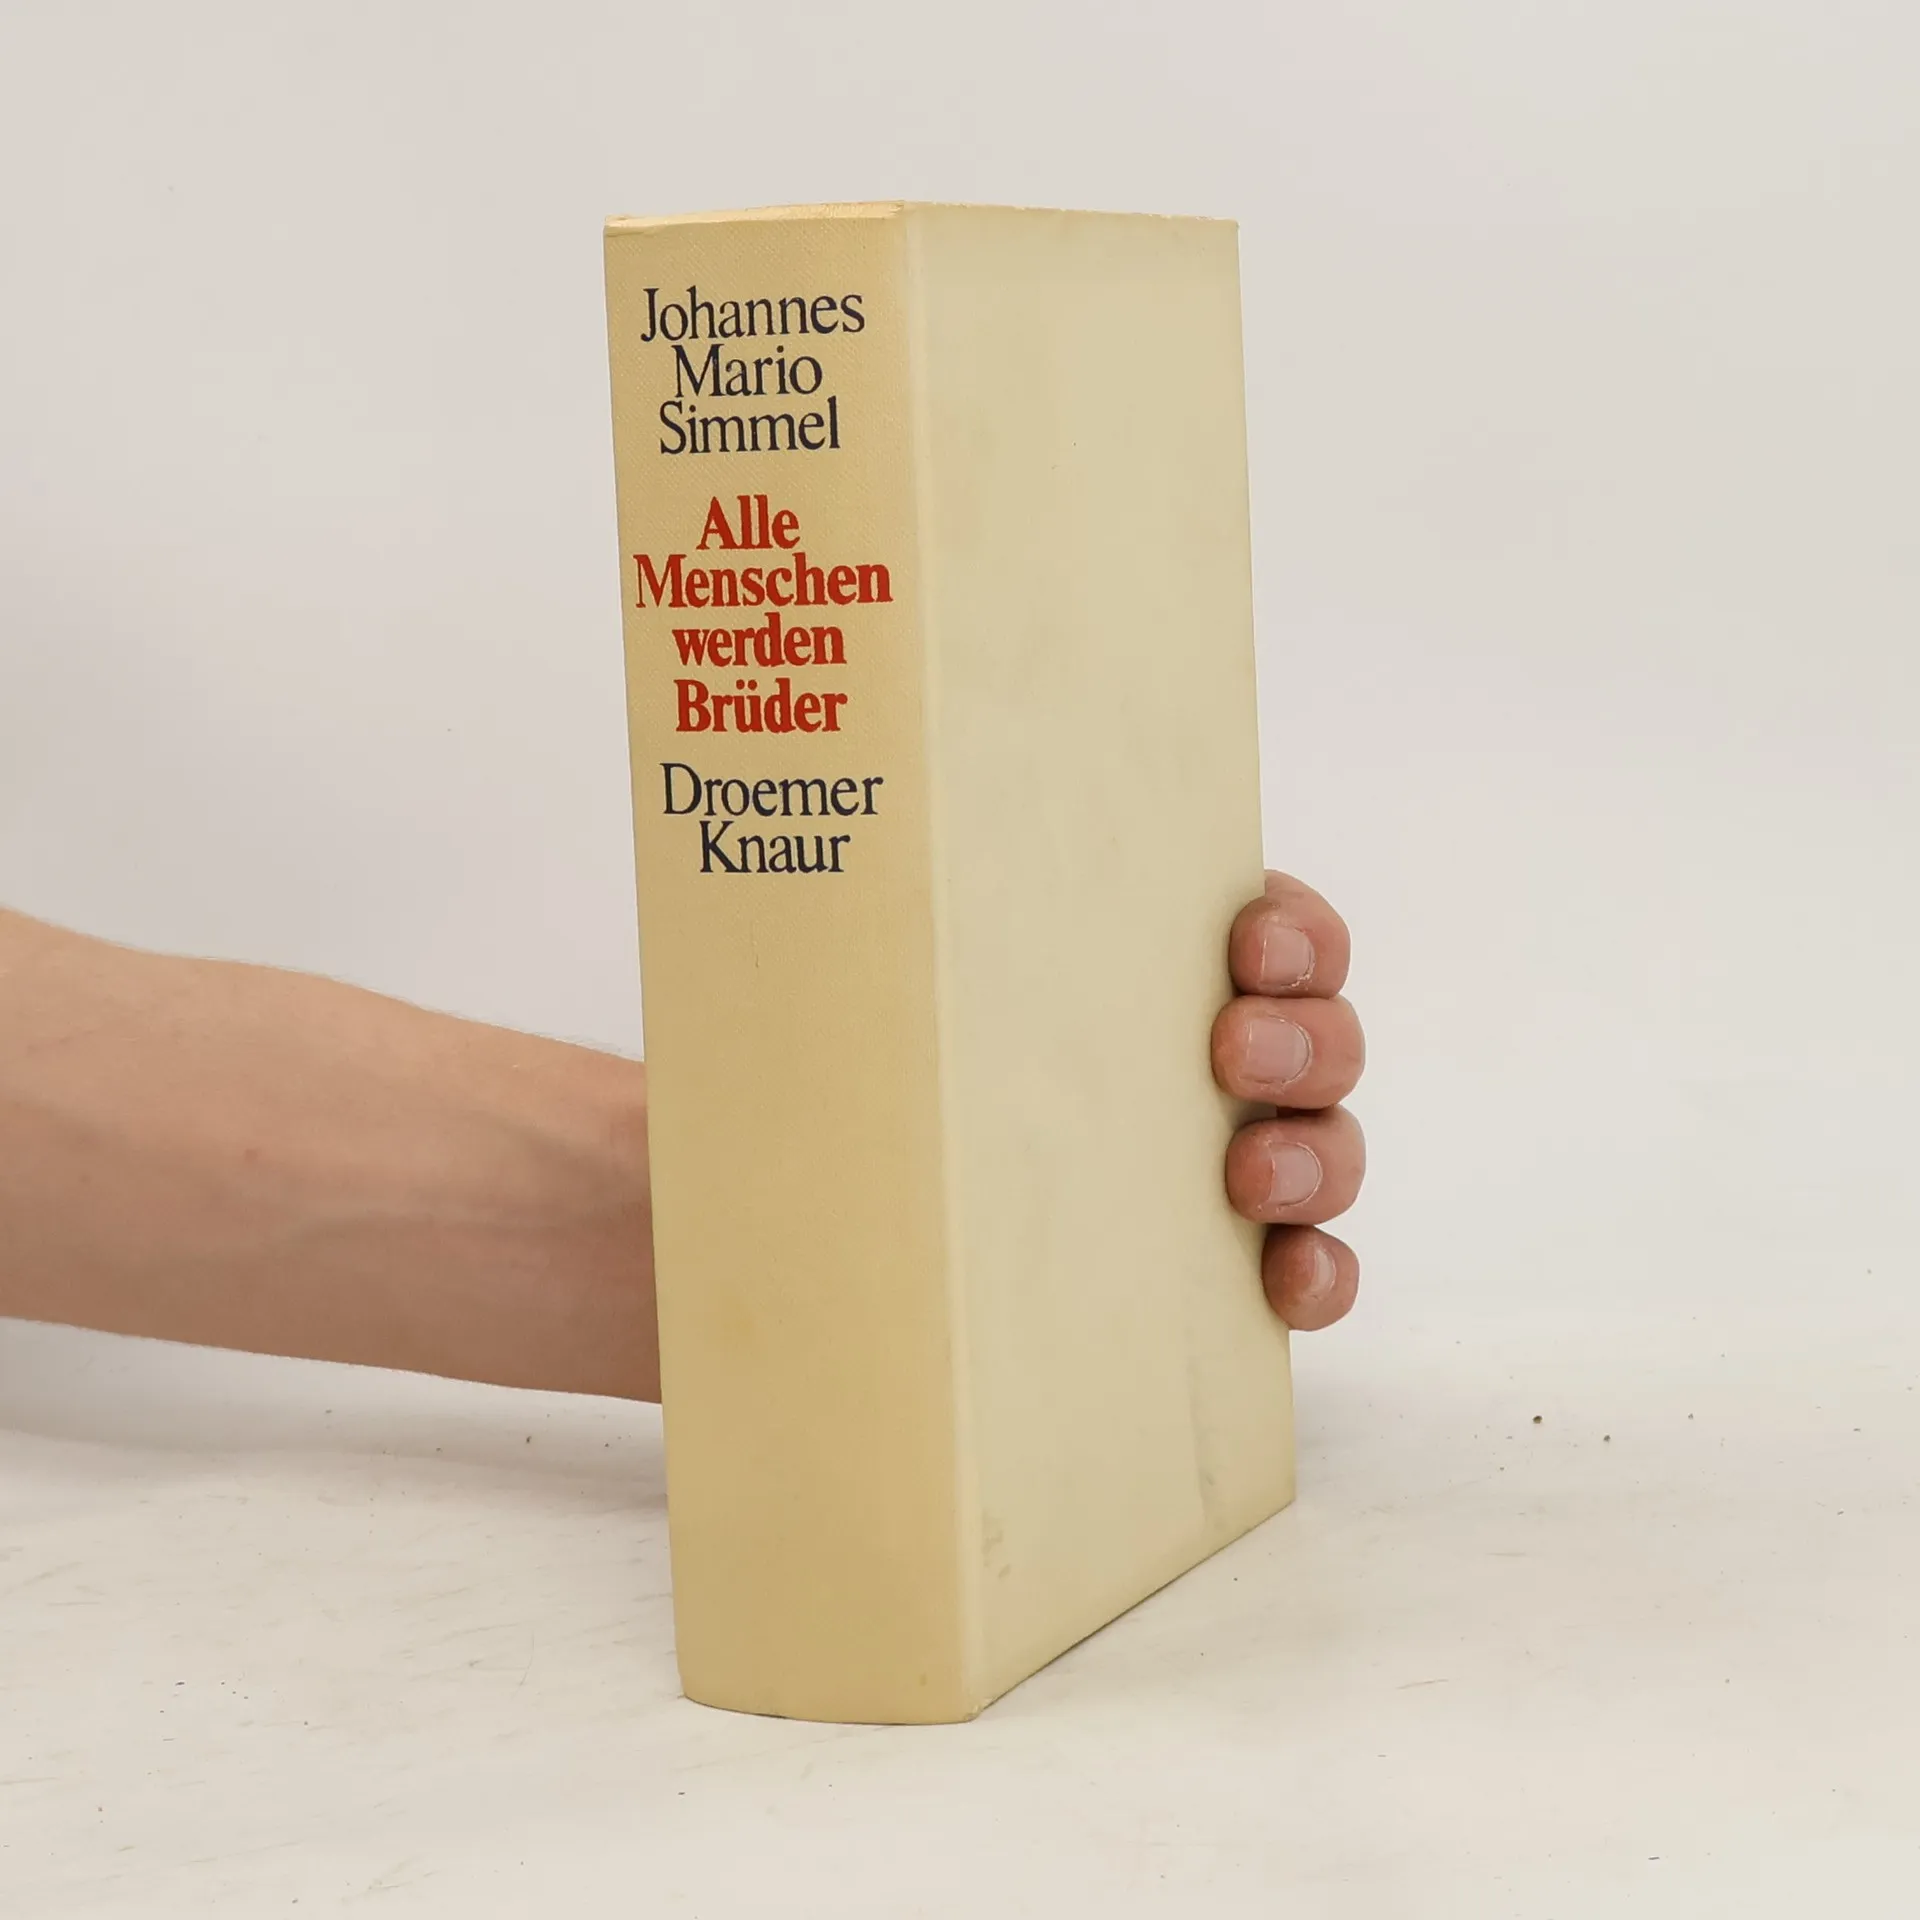 Johannes
Mario
Simmel
Alle
Menschen
werden
Brüder
Droemer
Knaur